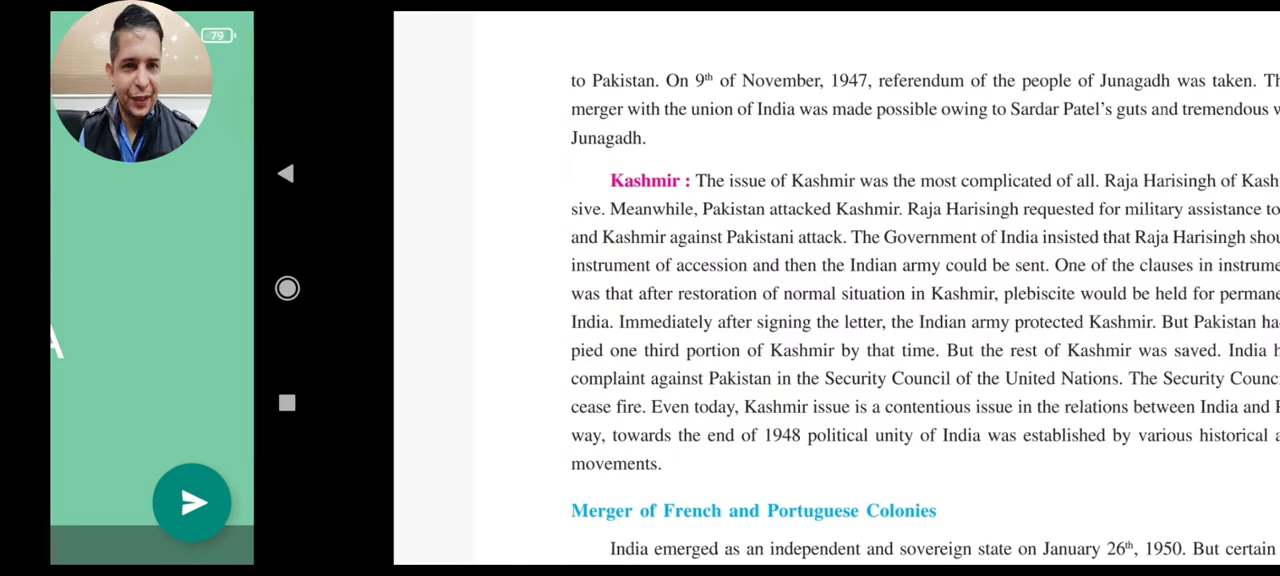 79
to Pakistan. On 9th of November, 1947, referendum of the people of Junagadh was taken.
merger with the union of India was made possible owing to Sardar Patel's guts and tremendous
Junagadh.
Kashmir : The issue of Kashmir was the most complicated of all. Raja Harisingh of
sive. Meanwhile, Pakistan attacked Kashmir. Raja Harisingh requested for military assistance to
and Kashmir against Pakistani attack. The Government of India insisted that Raja Harisingh
instrument of accession and then the Indian army could be sent. One of the clauses in
was that after restoration of normal situation in Kashmir, plebiscite would be held for
India. Immediately after signing the letter, the Indian army protected Kashmir. But Pakistan
pied one third portion of Kashmir by that time. But the rest of Kashmir was saved. India
complaint against Pakistan in the Security Council of the United Nations. The Security
cease fire. Even today, Kashmir issue is a contentious issue in the relations between India and
way, towards the end of 1948 political unity of India was established by various historical
movements.
Merger of French and Portuguese Colonies
India emerged as an independent and sovereign state on January 26th, 1950. But certain